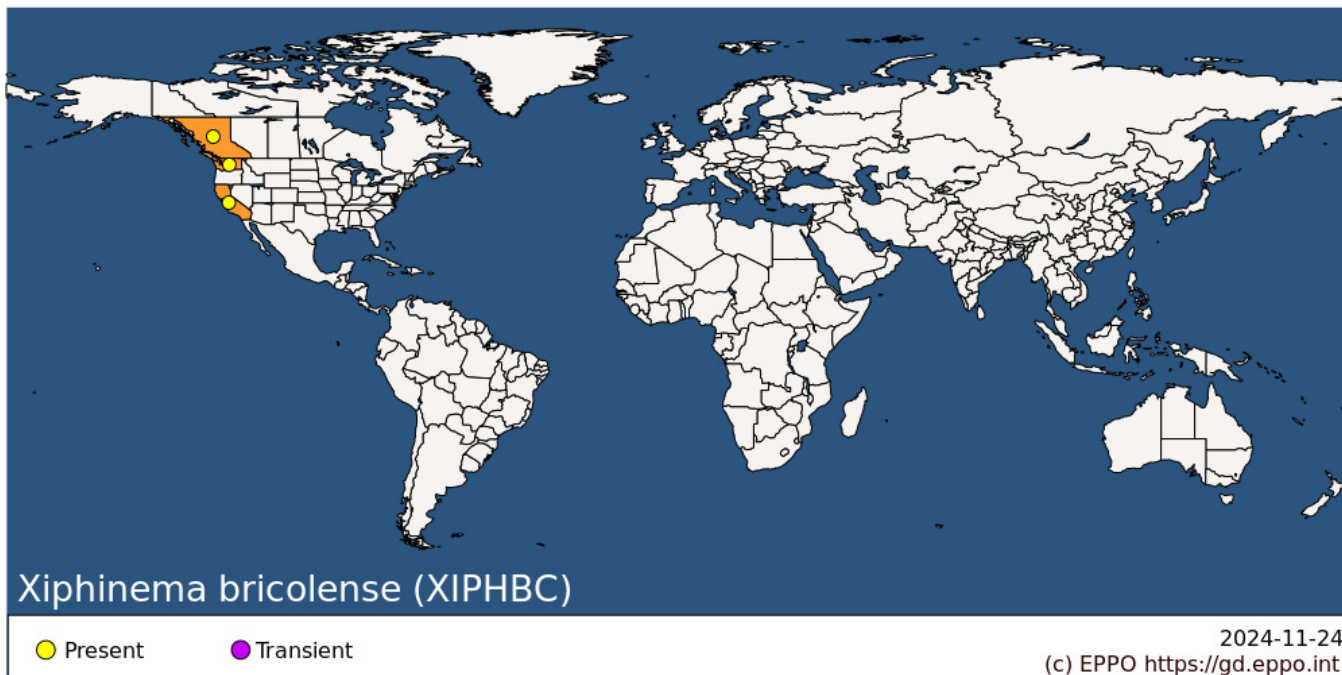 Xiphinema bricolense (XIPHBC)
Present
Transient
2024-11-24
(c) EPPO https://gd.eppo.int